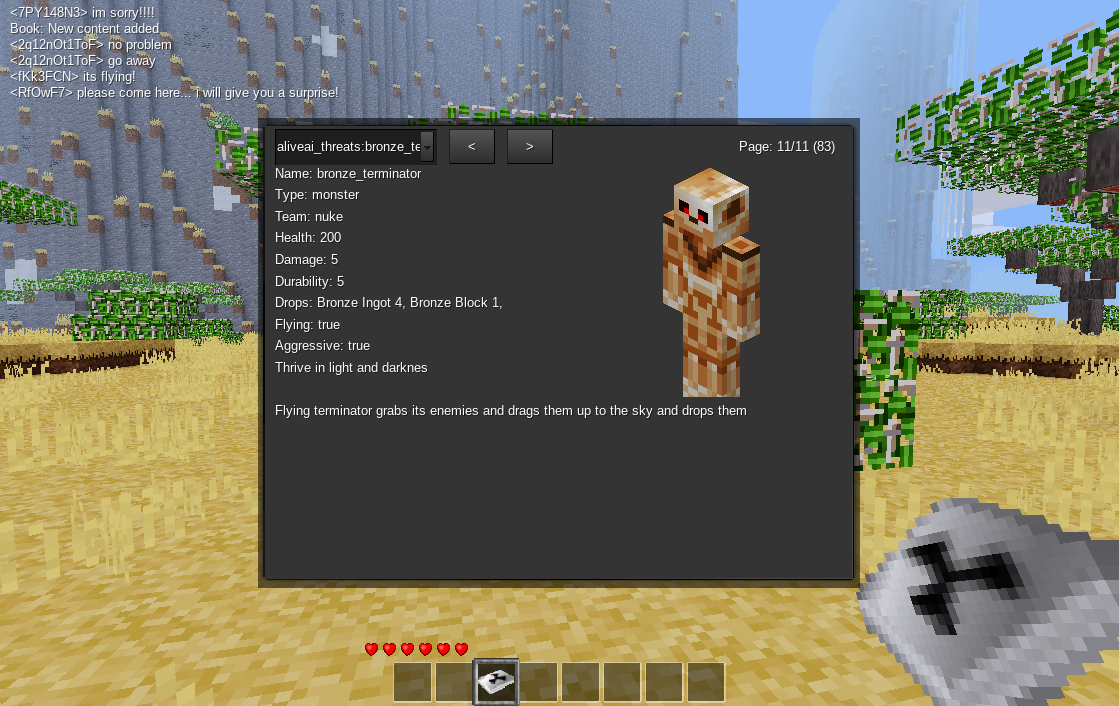 <7PY148N3> im sorry!!!!
Book: New content added
<2q12nOt1ToF> no problem
<2q12nOt1ToF> go away
<fKk3FCN> its flying!
<RfOwF7> please come here... i will give you a surprise!
aliveai_threats:bronze_te
<
>
Page: 11/11 (83)
Name: bronze_terminator
Type: monster
Team: nuke
Health: 200
Damage: 5
Durability: 5
Drops: Bronze Ingot 4, Bronze Block 1,
Flying: true
Aggressive: true
Thrive in light and darknes
Flying terminator grabs its enemies and drags them up to the sky and drops them